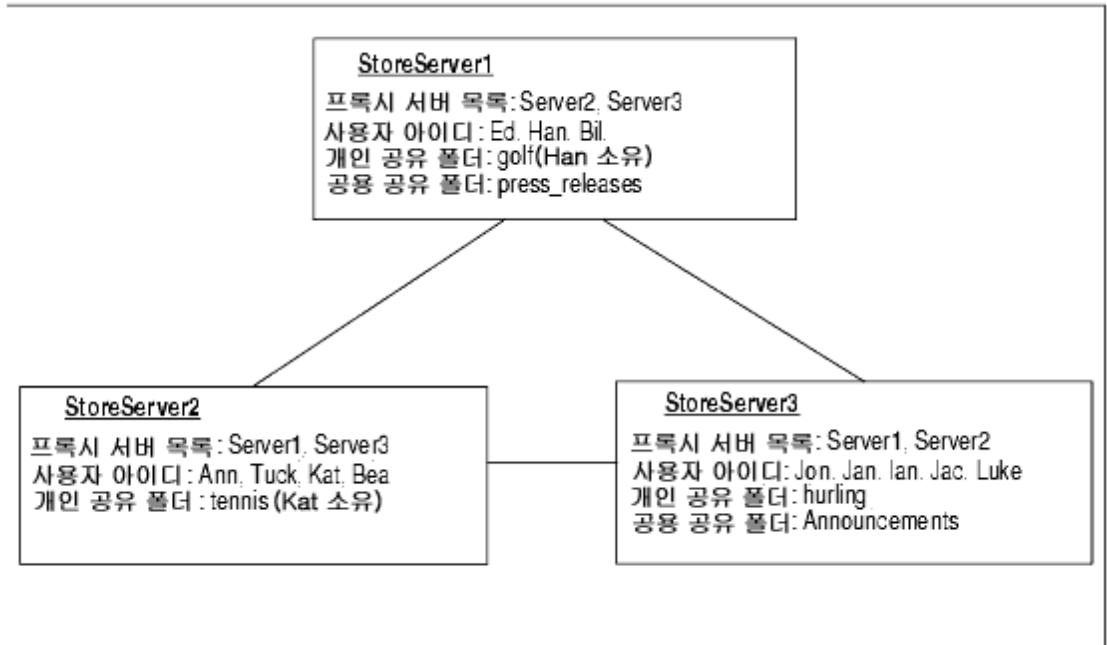 StoreServer1
프록시 서버 목록: Server2, Server3
사용자 아이디: Ed. Han. Bil.
개인 공유 폴더: golf(Han 소유)
공용 공유 폴더: press_releases
StoreServer2
프록시 서버 목록: Server1, Server3
사용자 아이디: Ann, Tuck, Kat, Bea
개인 공유 폴더: tennis (Kat 소유)
StoreServer3
프록시 서버 목록: Server1, Server2
사용자 아이디: Jon. Jan. Ian. Jac. Luke
개인 공유 폴더: hurling
공용 공유 폴더: Announcements